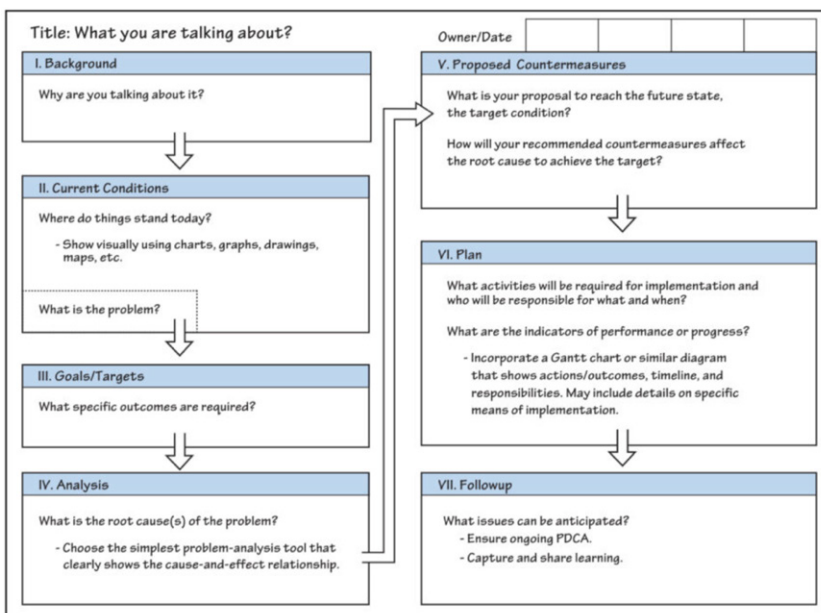 Title: What you are talking about?
Owner/Date
I. Background
Why are you talking about it?
II. Current Conditions
Where do things stand today?
- Show visually using charts, graphs, drawings,
maps, etc.
What is the problem?
III. Goals/Targets
What specific outcomes are required?
IV. Analysis
What is the root cause(s) of the problem?
- Choose the simplest problem-analysis tool that
clearly shows the cause-and-effect relationship.
V. Proposed Countermeasures
What is your proposal to reach the future state,
the target condition?
How will your recommended countermeasures affect
the root cause to achieve the target?
VI. Plan
What activities will be required for implementation and
who will be responsible for what and when?
What are the indicators of performance or progress?
- Incorporate a Gantt chart or similar diagram
that shows actions/outcomes, timeline, and
responsibilities. May include details on specific
means of implementation.
VII. Followup
What issues can be anticipated?
- Ensure ongoing PDCA.
- Capture and share learning.